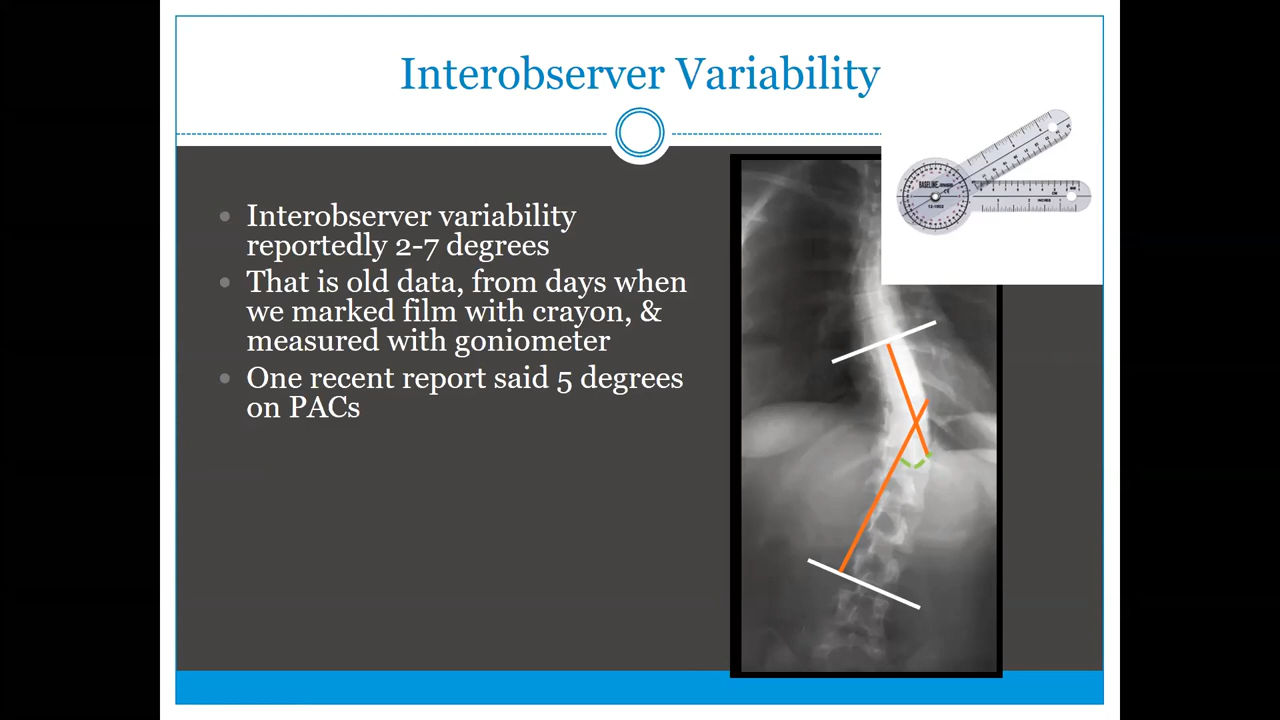 Interobserver Variability
Interobserver variability
reportedly 2-7 degrees
That is old data, from days when
we marked film with crayon, &
measured with goniometer
One recent report said 5 degrees
on PACs
BASELINE